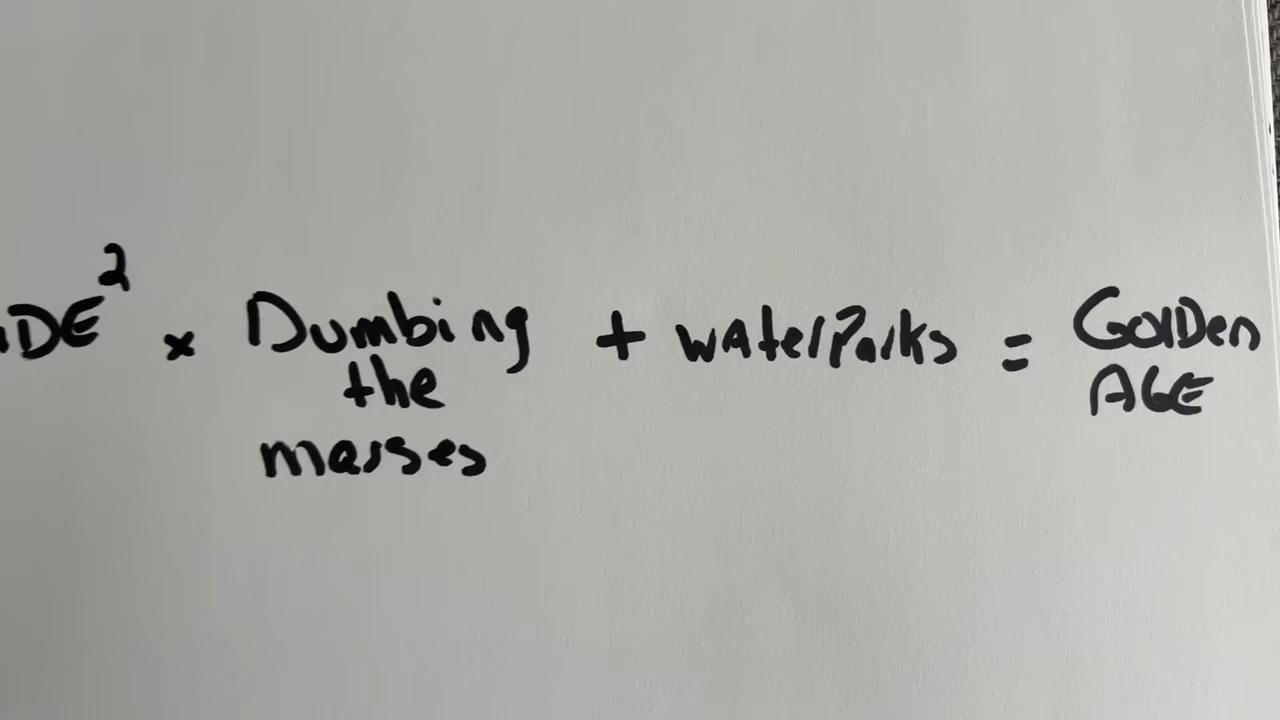 DE² × Dumbing + waterParks = GolDen
the AGE
masses